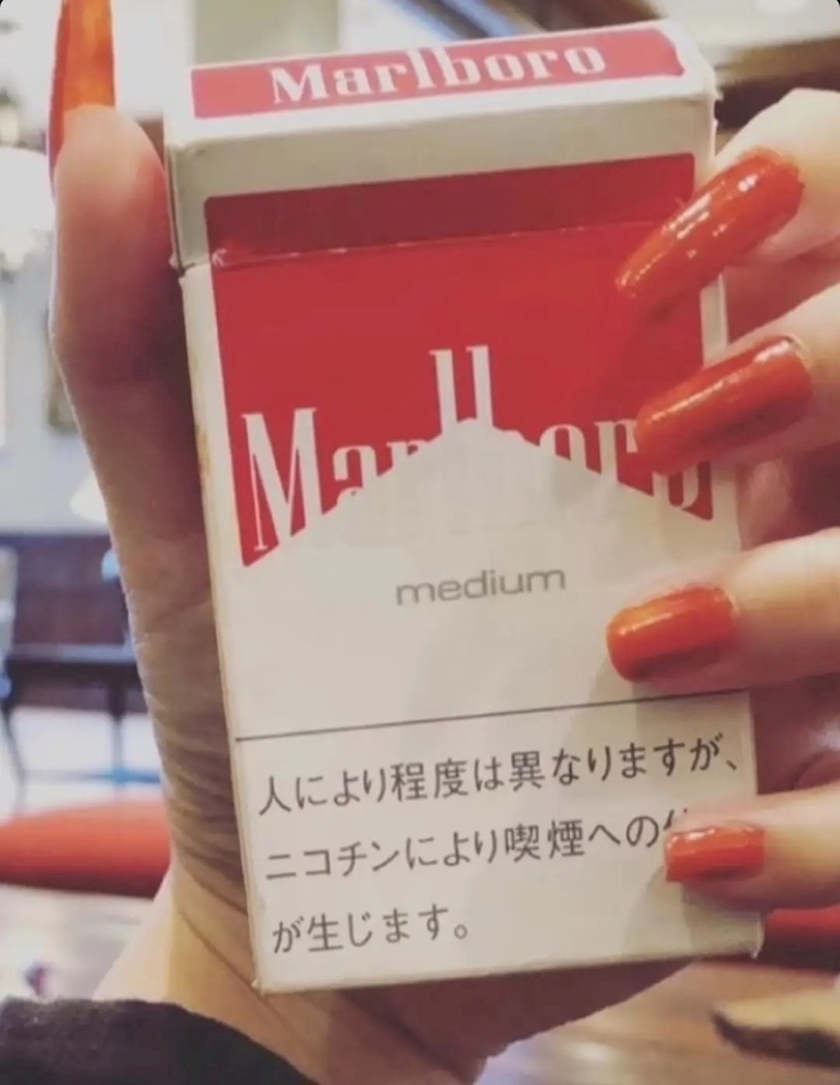 Marlboro
Marlboro
medium
人により程度は異なりますが、
ニコチンにより喫煙への
が生じます。